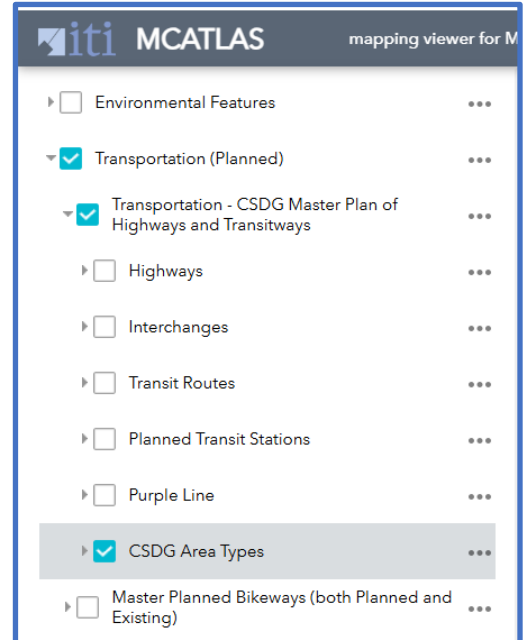 iti MCATLAS mapping viewer for M
Environmental Features
Transportation (Planned)
Transportation - CSDG Master Plan of
Highways and Transitways
Highways
Interchanges
Transit Routes
Planned Transit Stations
Purple Line
CSDG Area Types
Master Planned Bikeways (both Planned and
Existing)